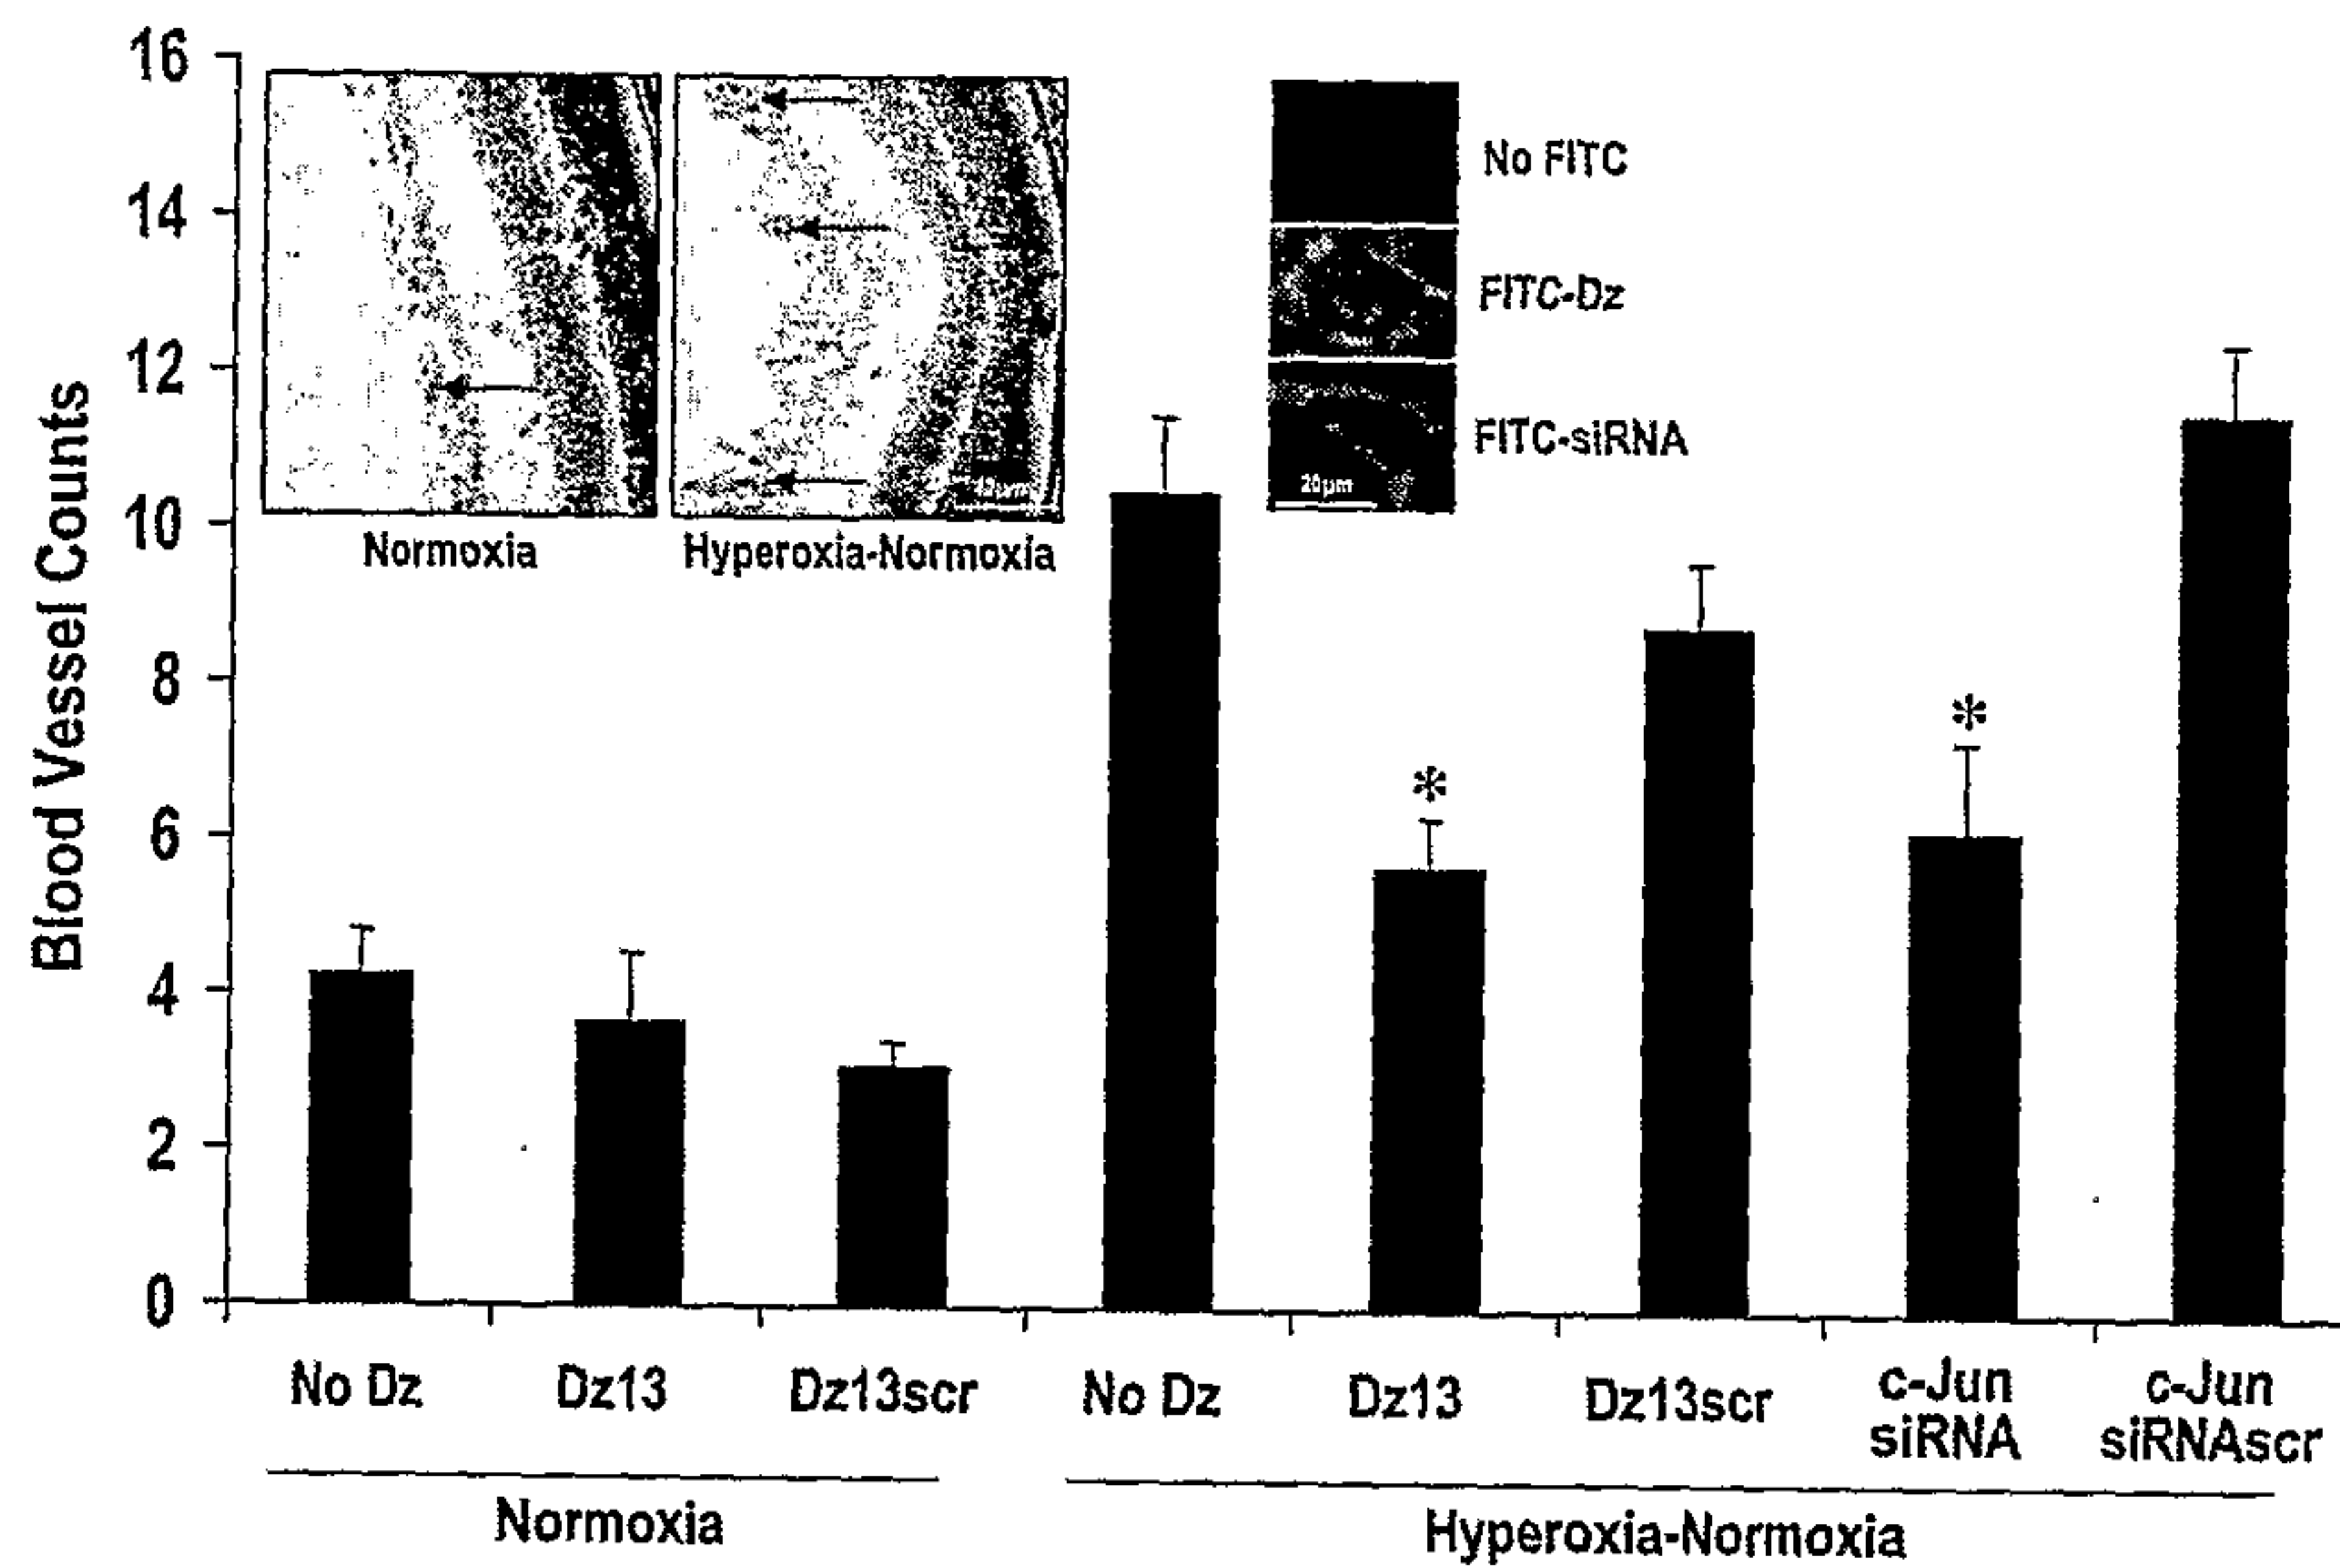 Blood Vessel Counts
16
14
12
10
8
6
4
2
0
Normoxia
Hyperoxia-Normoxia
No FITC
FITC-Dz
FITC-siRNA
20µm
*
*
No Dz
Dz13
Dz13scr
No Dz
Dz13
Dz13scr
c-Jun
siRNA
c-Jun
siRNAscr
Normoxia
Hyperoxia-Normoxia